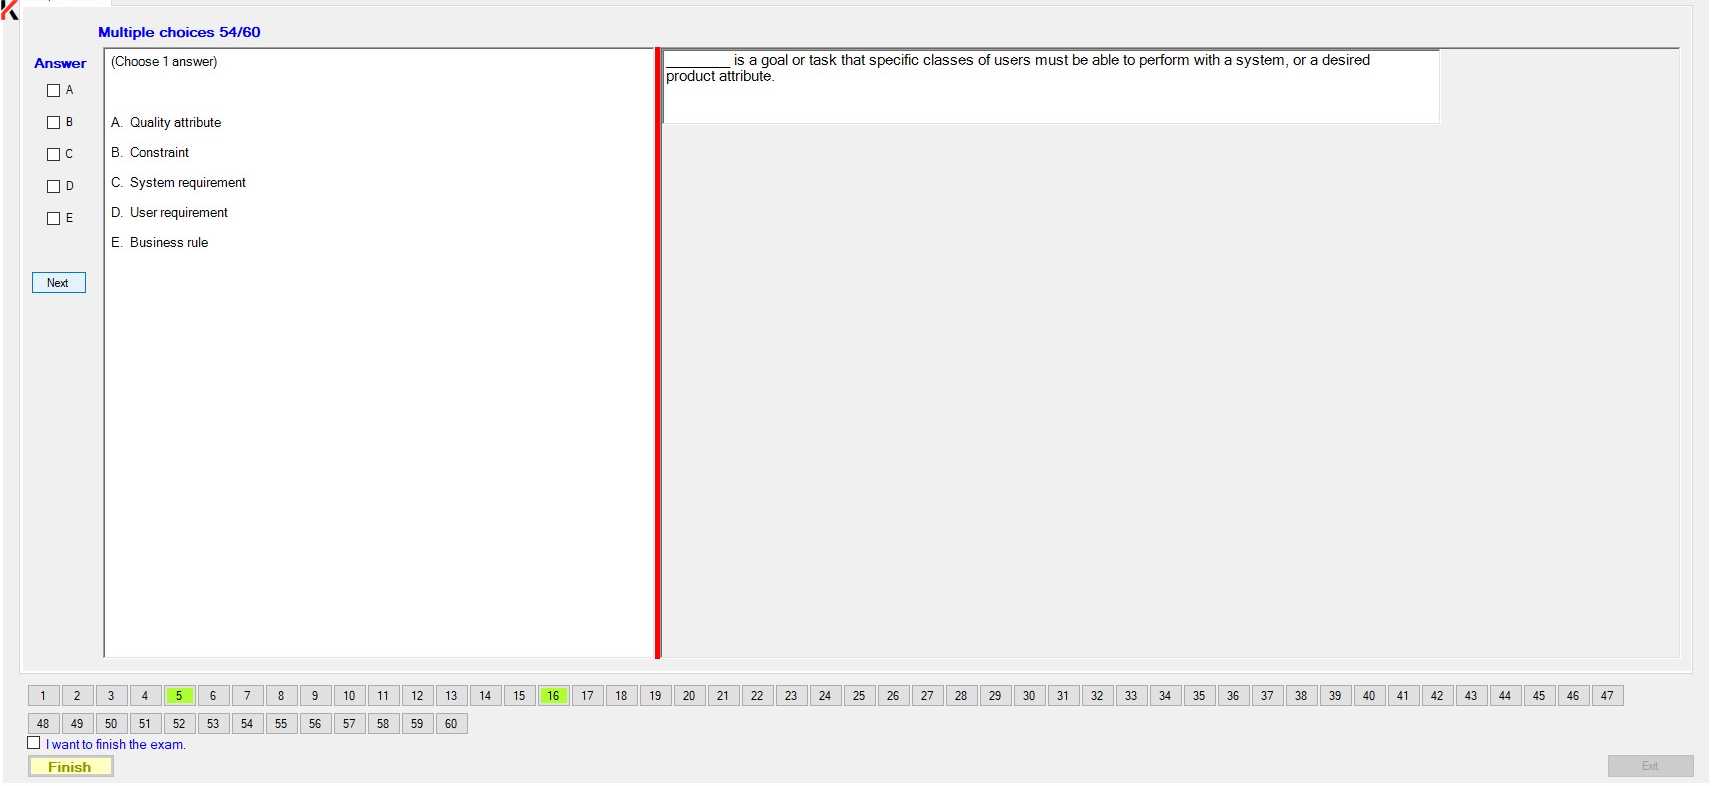 Multiple choices 54/60
Answer
A
B
C
D
E
Next
(Choose 1 answer)
A. Quality attribute
B. Constraint
C. System requirement
D. User requirement
E. Business rule
________ is a goal or task that specific classes of users must be able to perform with a system, or a desired
product attribute.
1 2 3 4 5 6 7 8 9 10 11 12 13 14 15 16 17 18 19 20 21 22 23 24 25 26 27 28 29 30 31 32 33 34 35 36 37 38 39 40 41 42 43 44 45 46 47
48 49 50 51 52 53 54 55 56 57 58 59 60
I want to finish the exam.
Finish
Exit